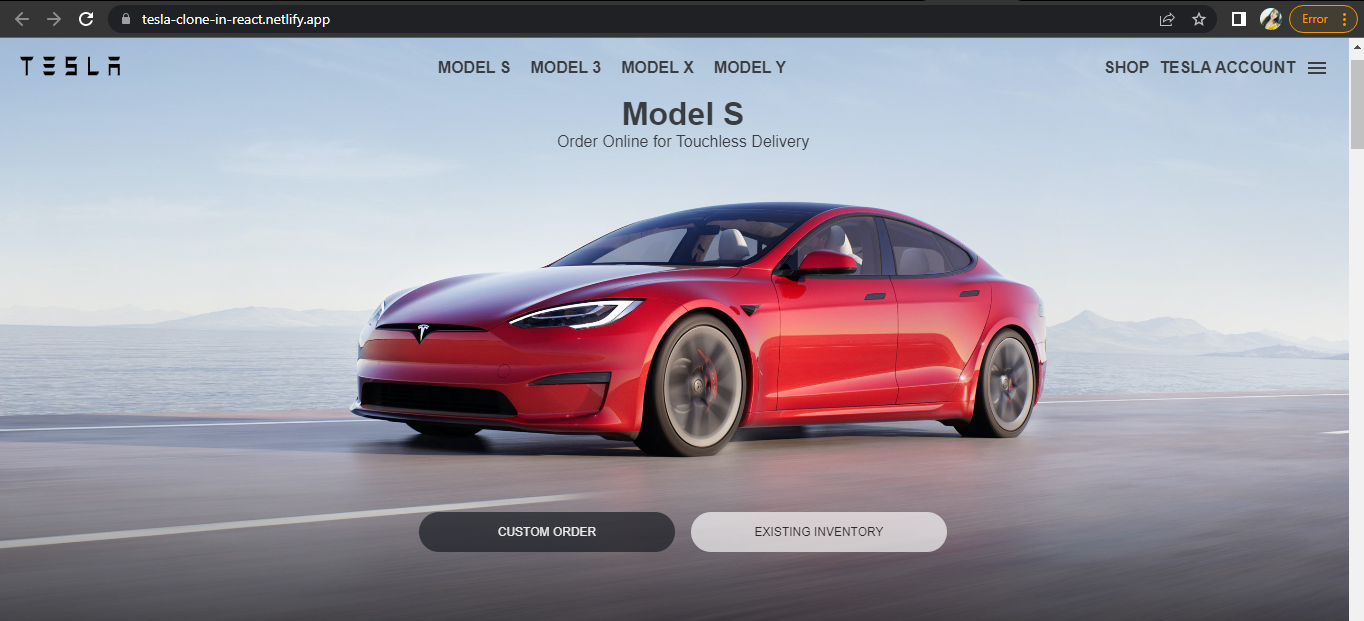 tesla-clone-in-react.netlify.app
Error
TESLA
MODEL S MODEL 3 MODEL X MODEL Y
SHOP TESLA ACCOUNT
Model S
Order Online for Touchless Delivery
CUSTOM ORDER
EXISTING INVENTORY